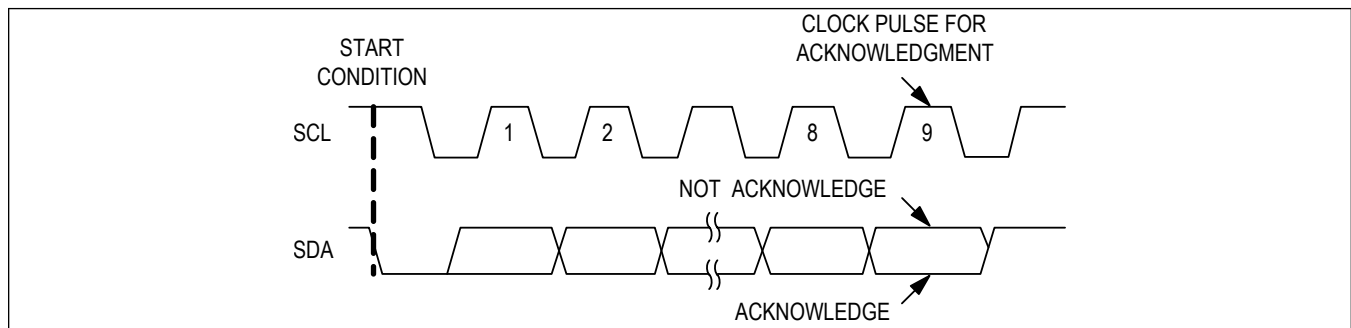 CLOCK PULSE FOR
ACKNOWLEDGMENT
START
CONDITION
SCL
1
2
8
9
NOT ACKNOWLEDGE
SDA
ACKNOWLEDGE